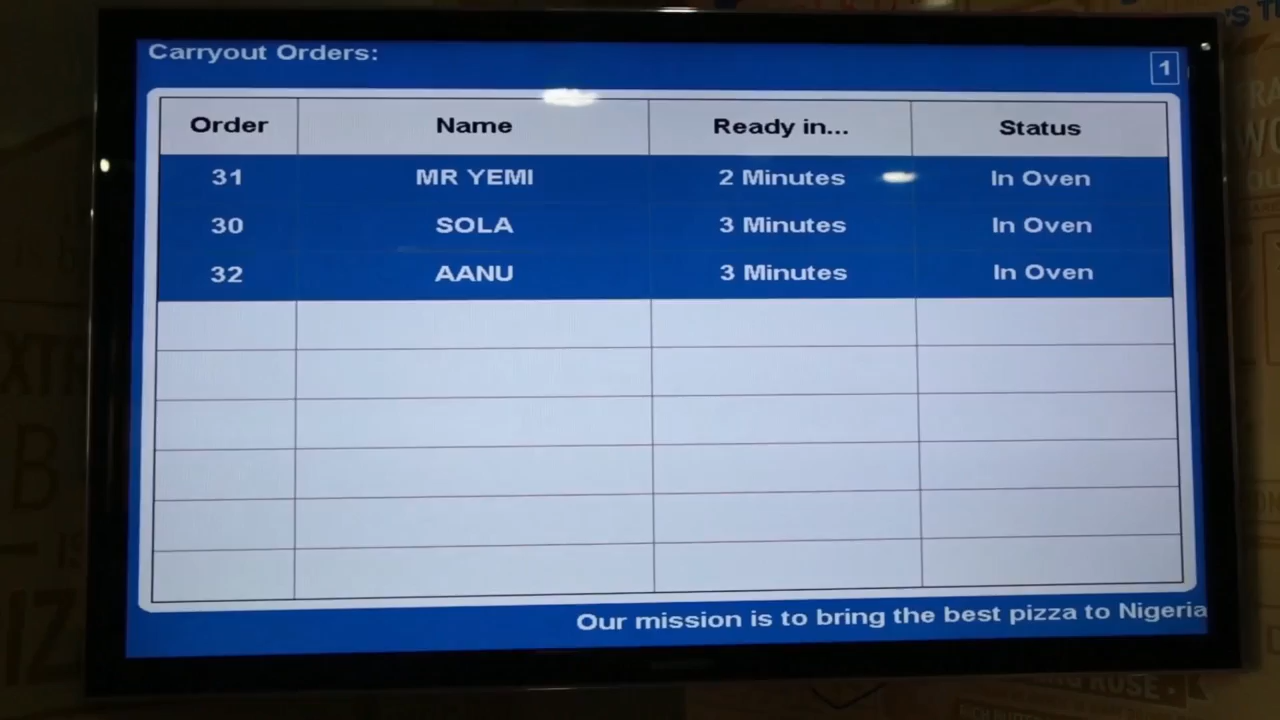 Carryout Orders:
1
Order Name Ready in... Status
31 MR YEMI 2 Minutes In Oven
30 SOLA 3 Minutes In Oven
32 AANU 3 Minutes In Oven
Our mission is to bring the best pizza to Nigeria